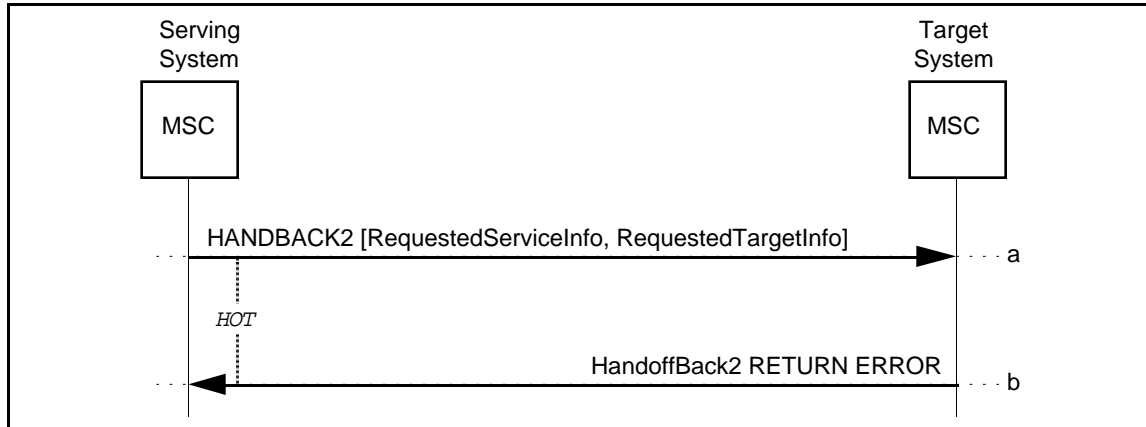 Serving
System
Target
System
MSC
MSC
HANDBACK2 [RequestedServiceInfo, RequestedTargetInfo]
a
HOT
HandoffBack2 RETURN ERROR
b